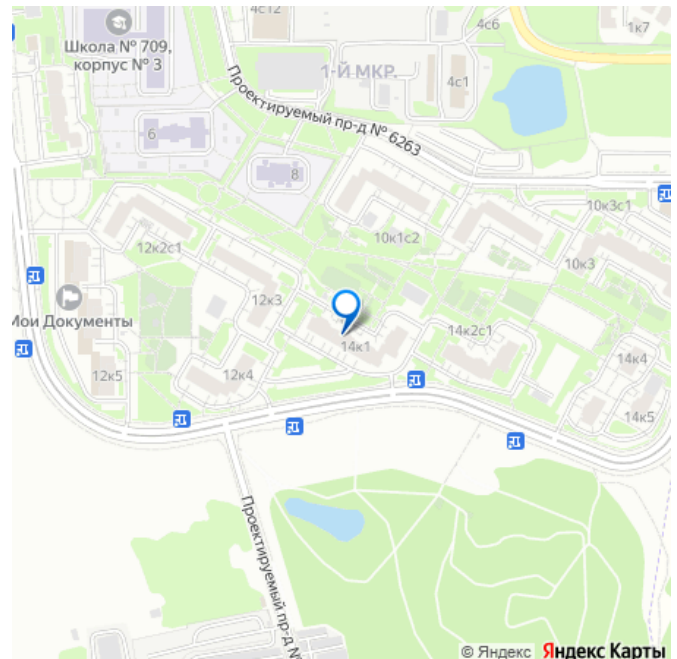 4с12
4с6
1к7
Школа № 709,
корпус № 3
1-Й МКР.
4с1
Проектируемый пр-д № 6263
6
8
10к3с1
10к1с2
12к2с1
10к3
12к3
Мои Документы
14к2с1
14к1
14к4
12к5
12к4
14к5
Проектируемый пр-д №
© Яндекс Яндекс Карты